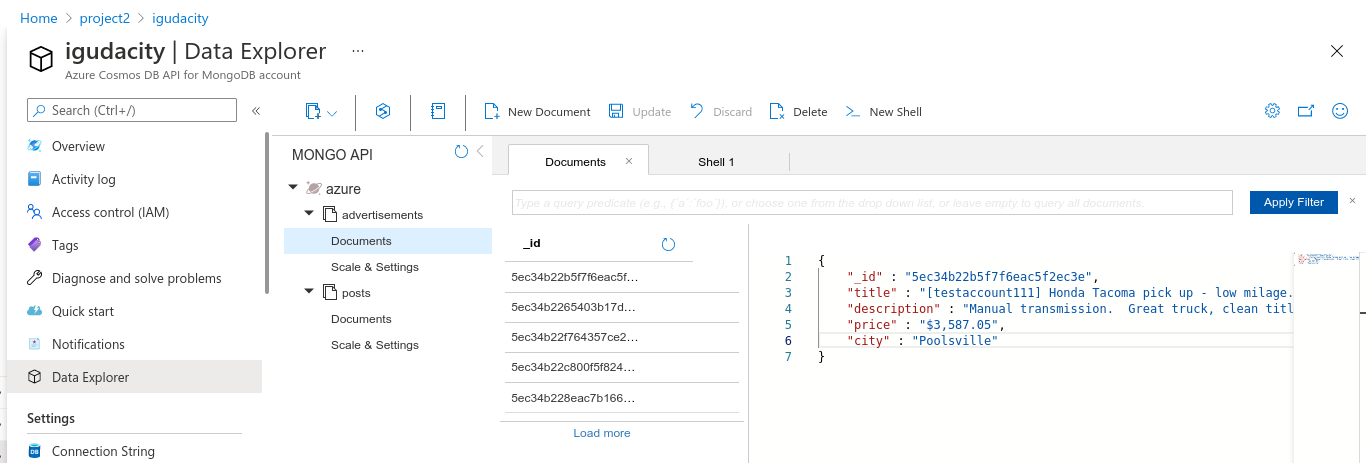 Home > project2 > igudacity
igudacity | Data Explorer ...
Azure Cosmos DB API for MongoDB account
Search (Ctrl+/)
«
New Document
Update
Discard
Delete
New Shell
Overview
Activity log
Access control (IAM)
Tags
Diagnose and solve problems
Quick start
Notifications
Data Explorer
Settings
Connection String
MONGO API
azure
advertisements
Documents
Scale & Settings
posts
Documents
Scale & Settings
Documents ×
Shell 1
Type a query predicate (e.g., {´a´:´foo´}), or choose one from the drop down list, or leave empty to query all documents.
Apply Filter ×
_id
5ec34b22b5f7f6eac5f...
5ec34b2265403b17d...
5ec34b22f764357ce2...
5ec34b22c800f5f824...
5ec34b228eac7b166...
Load more
1 {
2 "_id" : "5ec34b22b5f7f6eac5f2ec3e",
3 "title" : "[testaccount111] Honda Tacoma pick up - low milage.
4 "description" : "Manual transmission.  Great truck, clean titl
5 "price" : "$3,587.05",
6 "city" : "Poolsville"
7 }